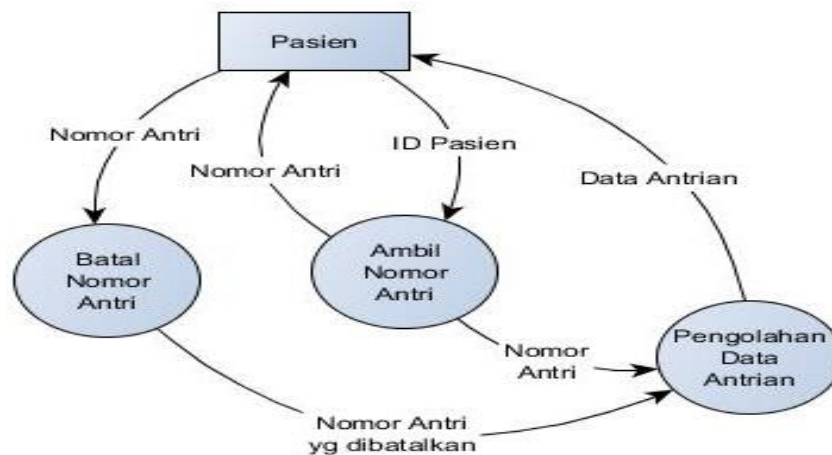 Pasien
Nomor Antri
Nomor Antri
ID Pasien
Data Antrian
Batal
Nomor
Antri
Ambil
Nomor
Antri
Pengolahan
Data
Antrian
Nomor
Antri
Nomor Antri
yg dibatalkan